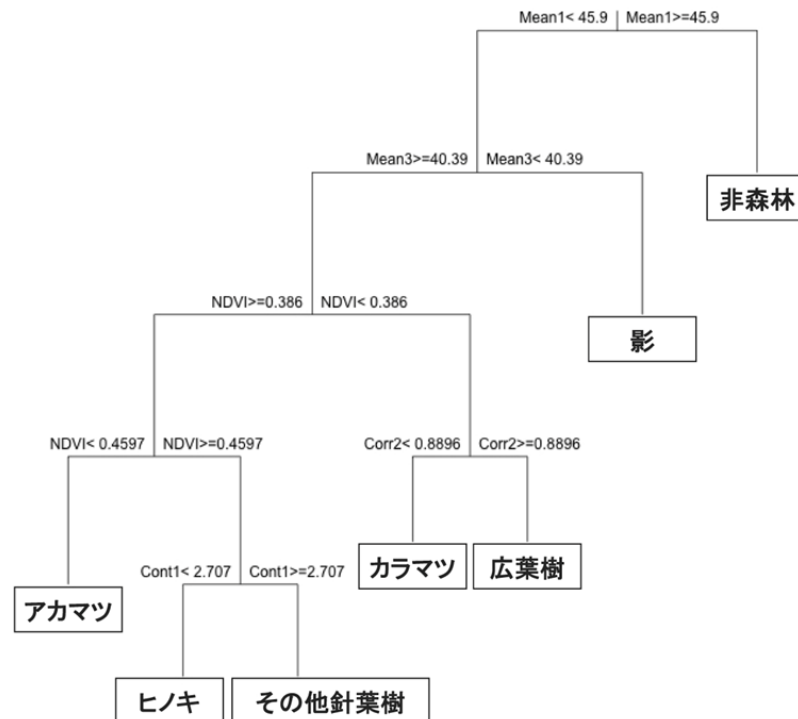 Mean1< 45.9 Mean1>=45.9
Mean3>=40.39 Mean3< 40.39
非森林
NDVI>=0.386 NDVI< 0.386
影
NDVI< 0.4597 NDVI>=0.4597 Corr2< 0.8896 Corr2>=0.8896
カラマツ 広葉樹
Cont1< 2.707 Cont1>=2.707
アカマツ
ヒノキ その他針葉樹